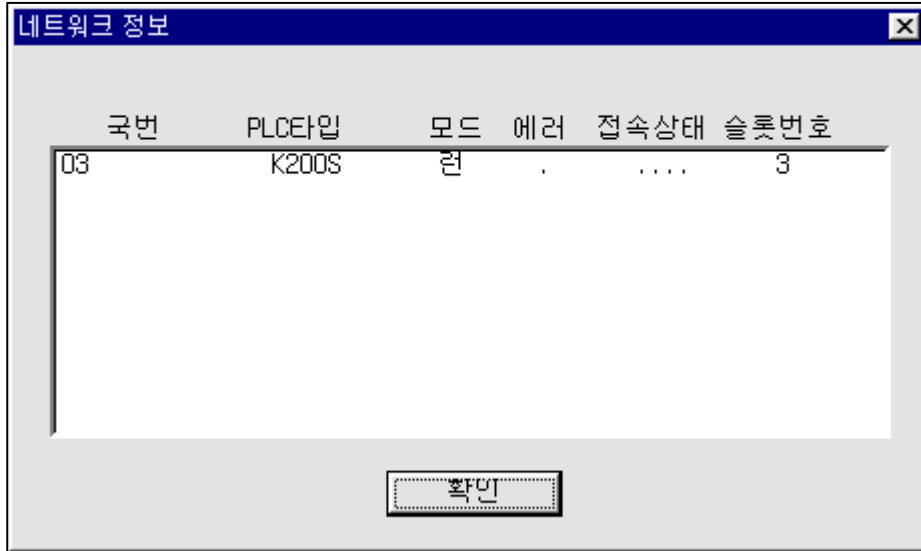 네트워크 정보
국번 PLC타입 모드 에러 접속상태 슬롯번호
03 K200S 런 . .... 3
확인